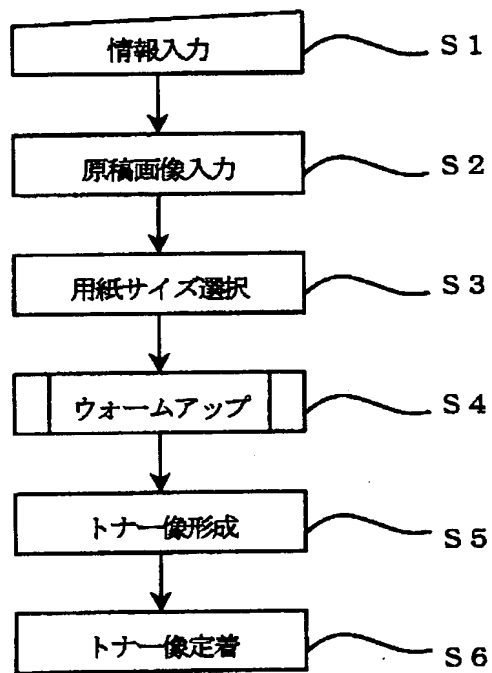 情報入力 S1
原稿画像入力 S2
用紙サイズ選択 S3
ウォームアップ S4
トナー像形成 S5
トナー像定着 S6